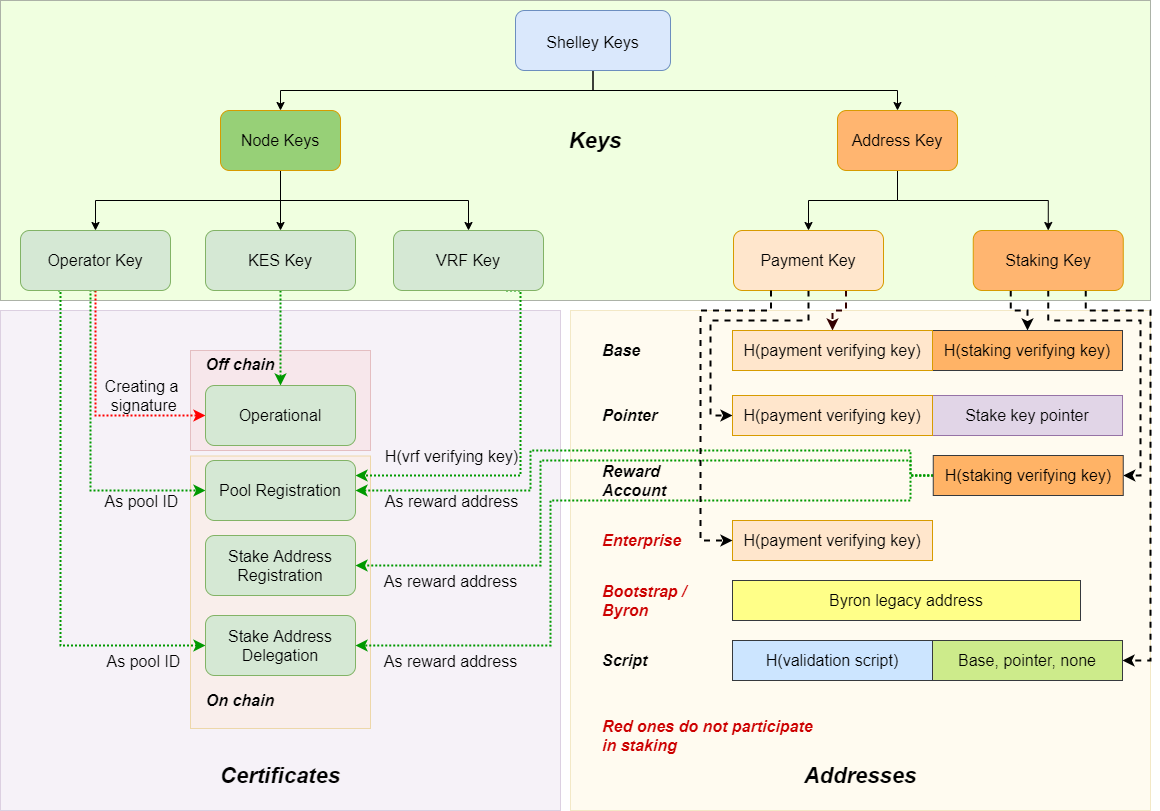 Shelley Keys
Node Keys
Keys
Address Key
Operator Key
KES Key
VRF Key
Payment Key
Staking Key
Off chain
Creating a
signature
Operational
H(vrf verifying key)
Pool Registration
As pool ID
As reward address
Stake Address
Registration
As reward address
Stake Address
Delegation
As pool ID
As reward address
On chain
Certificates
Base
H(payment verifying key)
H(staking verifying key)
Pointer
H(payment verifying key)
Stake key pointer
Reward
Account
H(staking verifying key)
Enterprise
H(payment verifying key)
Bootstrap /
Byron
Byron legacy address
Script
H(validation script)
Base, pointer, none
Red ones do not participate
in staking
Addresses